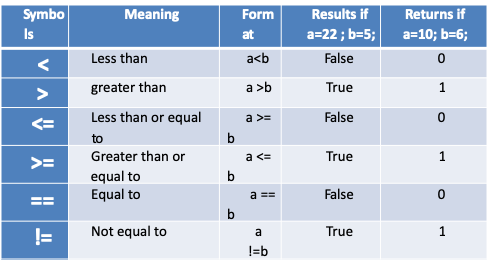 Symbo Meaning Form Results if Returns if
ls at a=22 ; b=5; a=10; b=6;
< Less than a<b False 0
> greater than a >b True 1
<= Less than or equal a >= False 0
to b
>= Greater than or a <= True 1
equal to b
== Equal to a == False 0
b
!= Not equal to a True 1
!=b